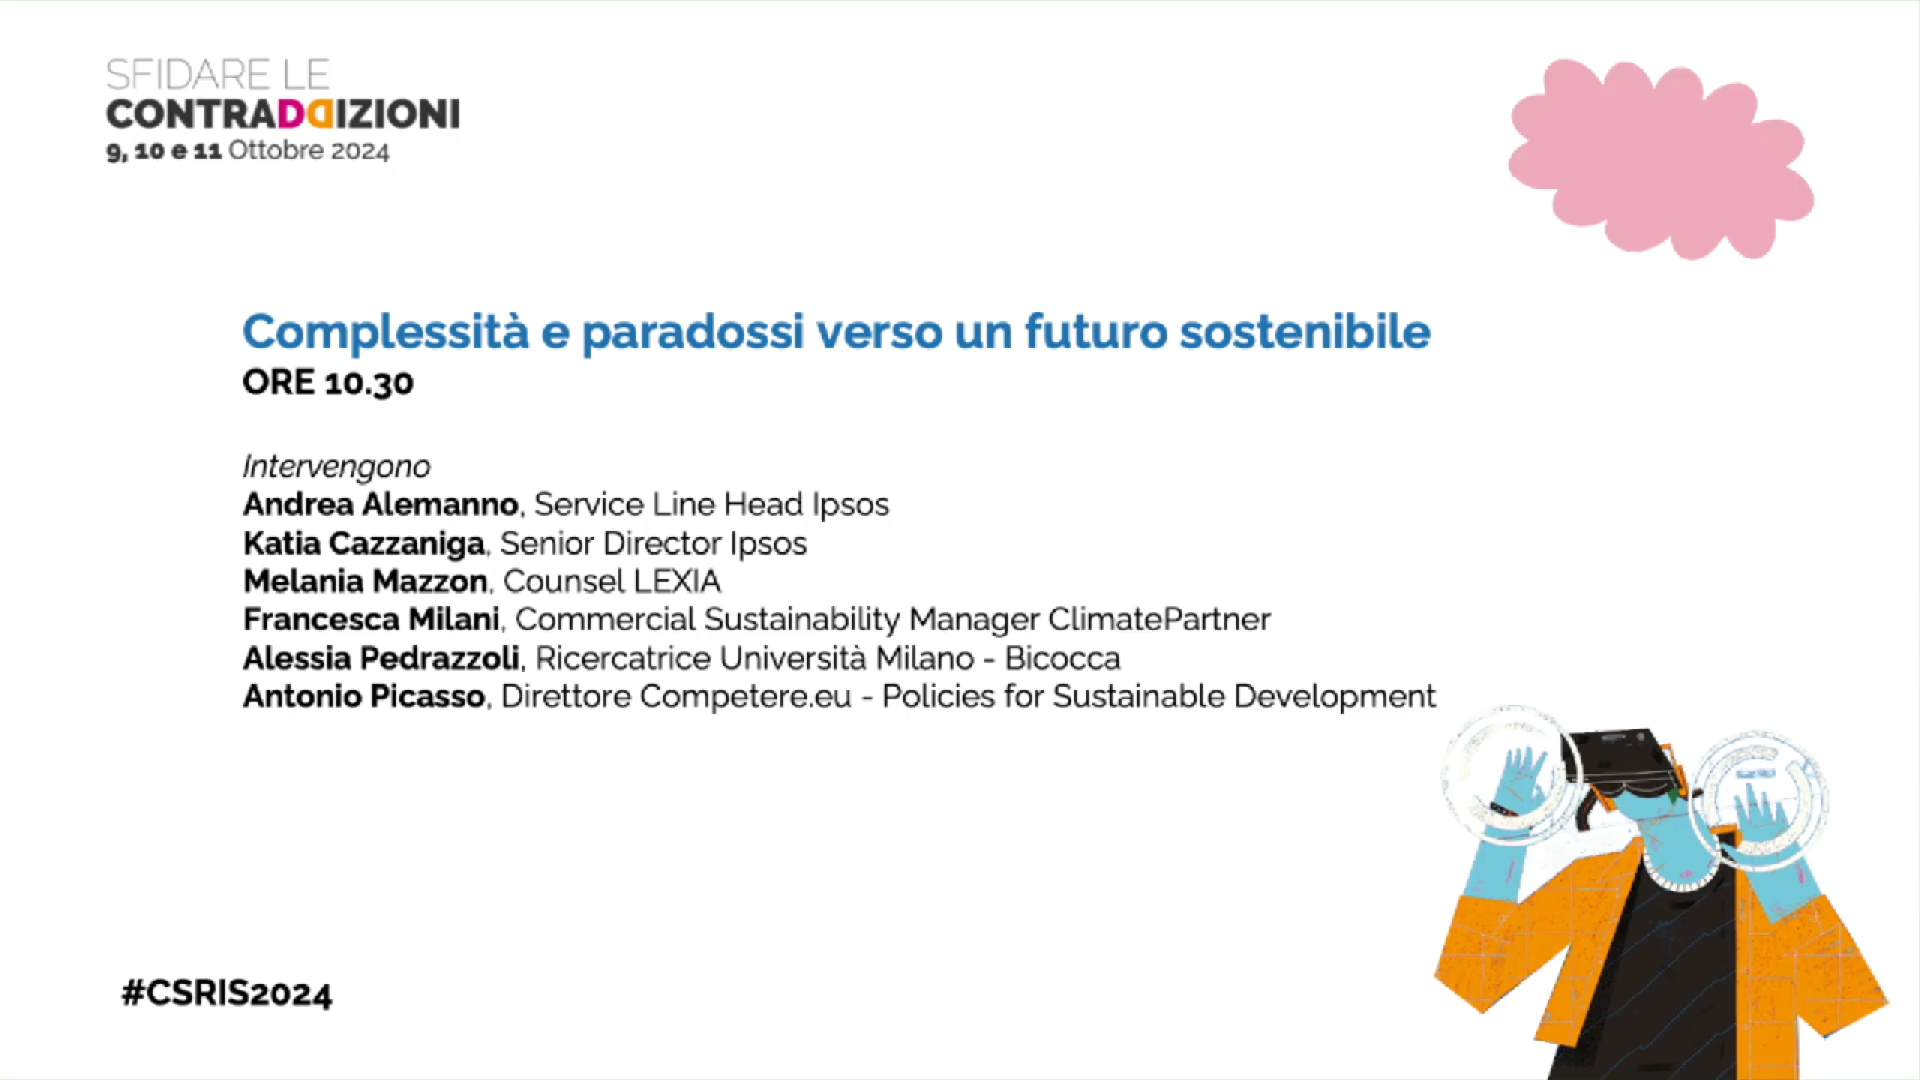 SFIDARE LE
CONTRADDIZIONI
9, 10 e 11 Ottobre 2024
Complessità e paradossi verso un futuro sostenibile
ORE 10.30
Intervengono
Andrea Alemanno, Service Line Head Ipsos
Katia Cazzaniga, Senior Director Ipsos
Melania Mazzon, Counsel LEXIA
Francesca Milani, Commercial Sustainability Manager ClimatePartner
Alessia Pedrazzoli, Ricercatrice Università Milano - Bicocca
Antonio Picasso, Direttore Competere.eu - Policies for Sustainable Development
#CSRIS2024